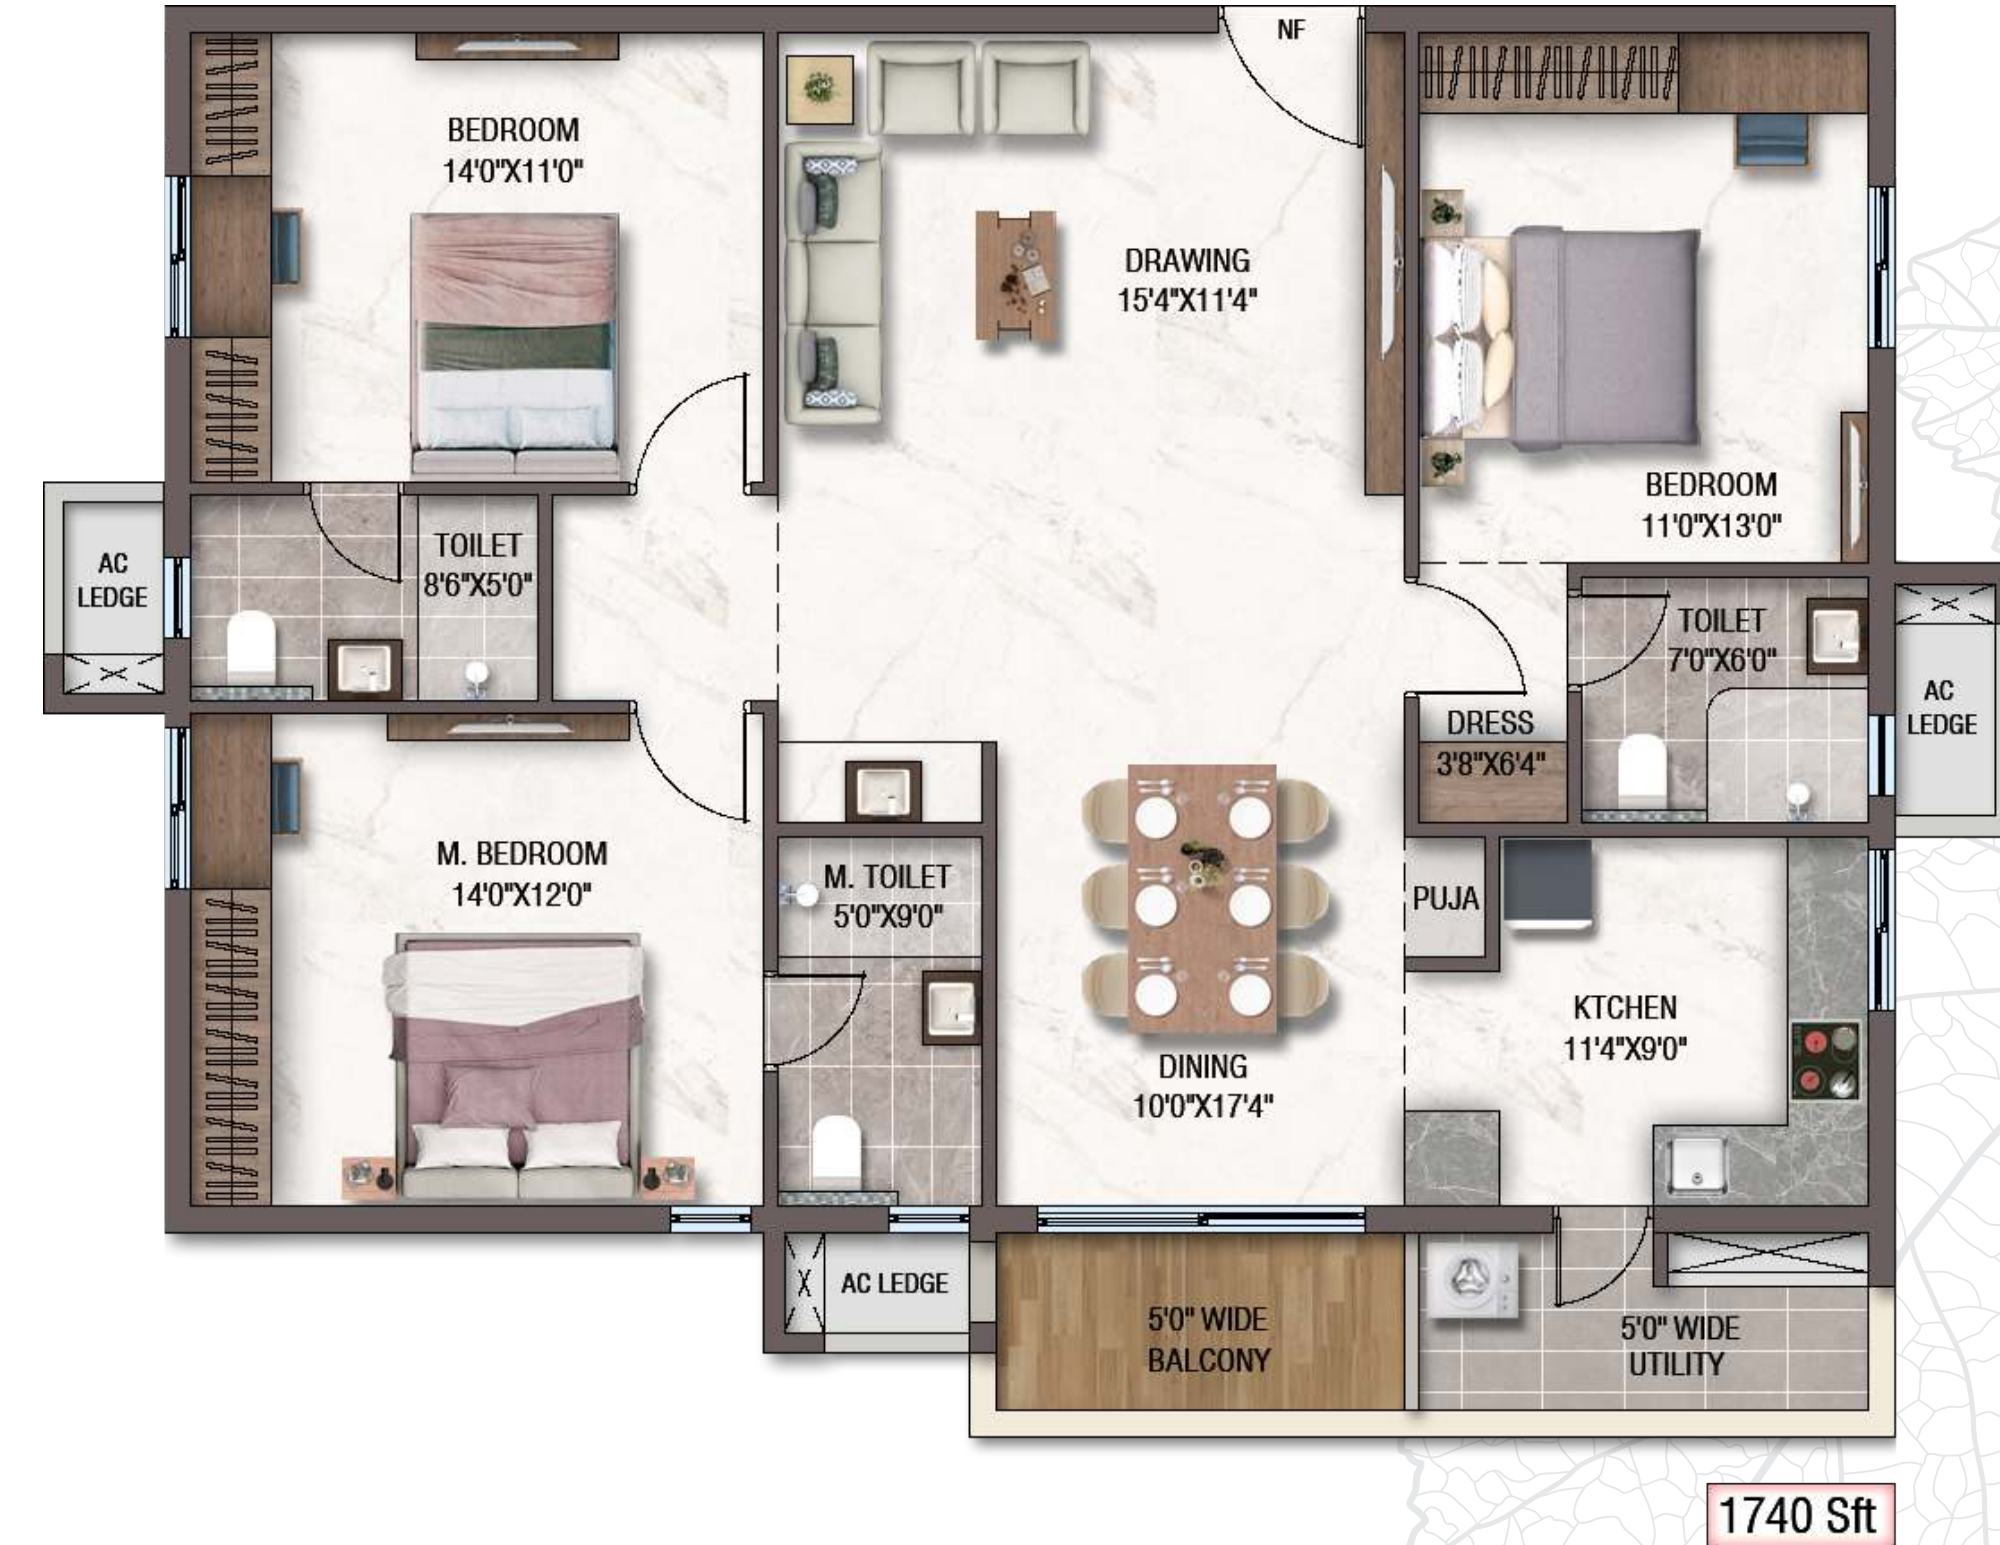 NF
BEDROOM
14'0"X11'0"
DRAWING
15'4"X11'4"
BEDROOM
11'0"X13'0"
AC
LEDGE
TOILET
8'6"X5'0"
TOILET
7'0"X6'0"
AC
LEDGE
DRESS
3'8"X6'4"
M. BEDROOM
14'0"X12'0"
M. TOILET
5'0"X9'0"
PUJA
KTCHEN
11'4"X9'0"
DINING
10'0"X17'4"
AC LEDGE
5'0" WIDE
BALCONY
5'0" WIDE
UTILITY
1740 Sft